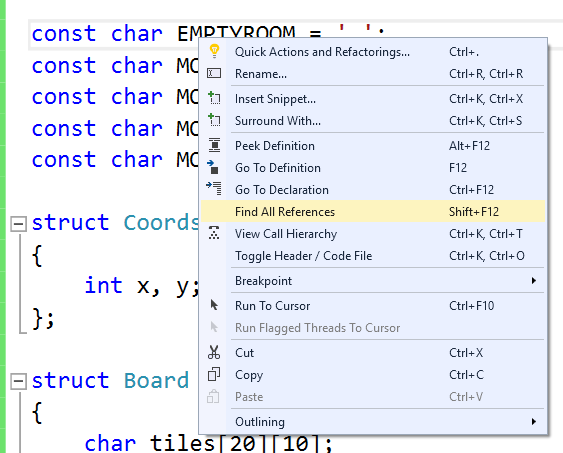 const char EMPTYROOM = ' ';
const char MO
const char MO
const char MO
const char MO
struct Coords
{
int x, y;
};
struct Board
{
char tiles[20][10];
Quick Actions and Refactorings... Ctrl+.
Rename... Ctrl+R, Ctrl+R
Insert Snippet... Ctrl+K, Ctrl+X
Surround With... Ctrl+K, Ctrl+S
Peek Definition Alt+F12
Go To Definition F12
Go To Declaration Ctrl+F12
Find All References Shift+F12
View Call Hierarchy Ctrl+K, Ctrl+T
Toggle Header / Code File Ctrl+K, Ctrl+O
Breakpoint
Run To Cursor Ctrl+F10
Run Flagged Threads To Cursor
Cut Ctrl+X
Copy Ctrl+C
Paste Ctrl+V
Outlining